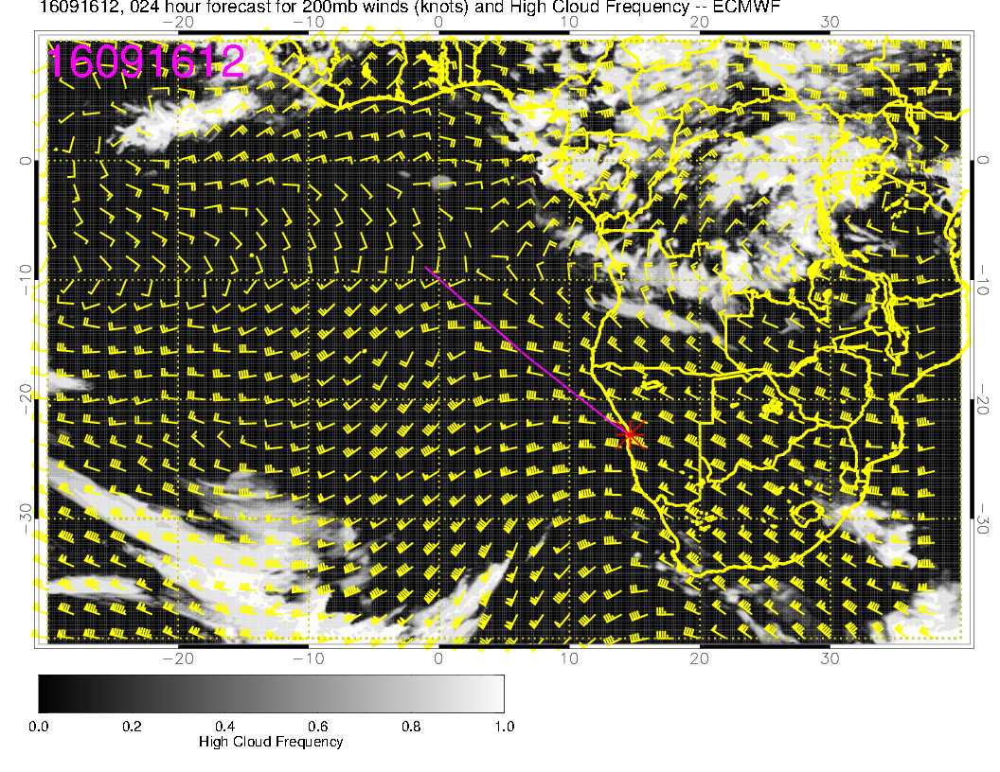 16091612, 024 hour forecast for 200mb winds (knots) and High Cloud Frequency -- ECMWF
−20 −10 0 10 20 30
16091612
0 0
−10 −10
−20 −20
−30 −30
−20 −10 0 10 20 30
0.0 0.2 0.4 0.6 0.8 1.0
High Cloud Frequency